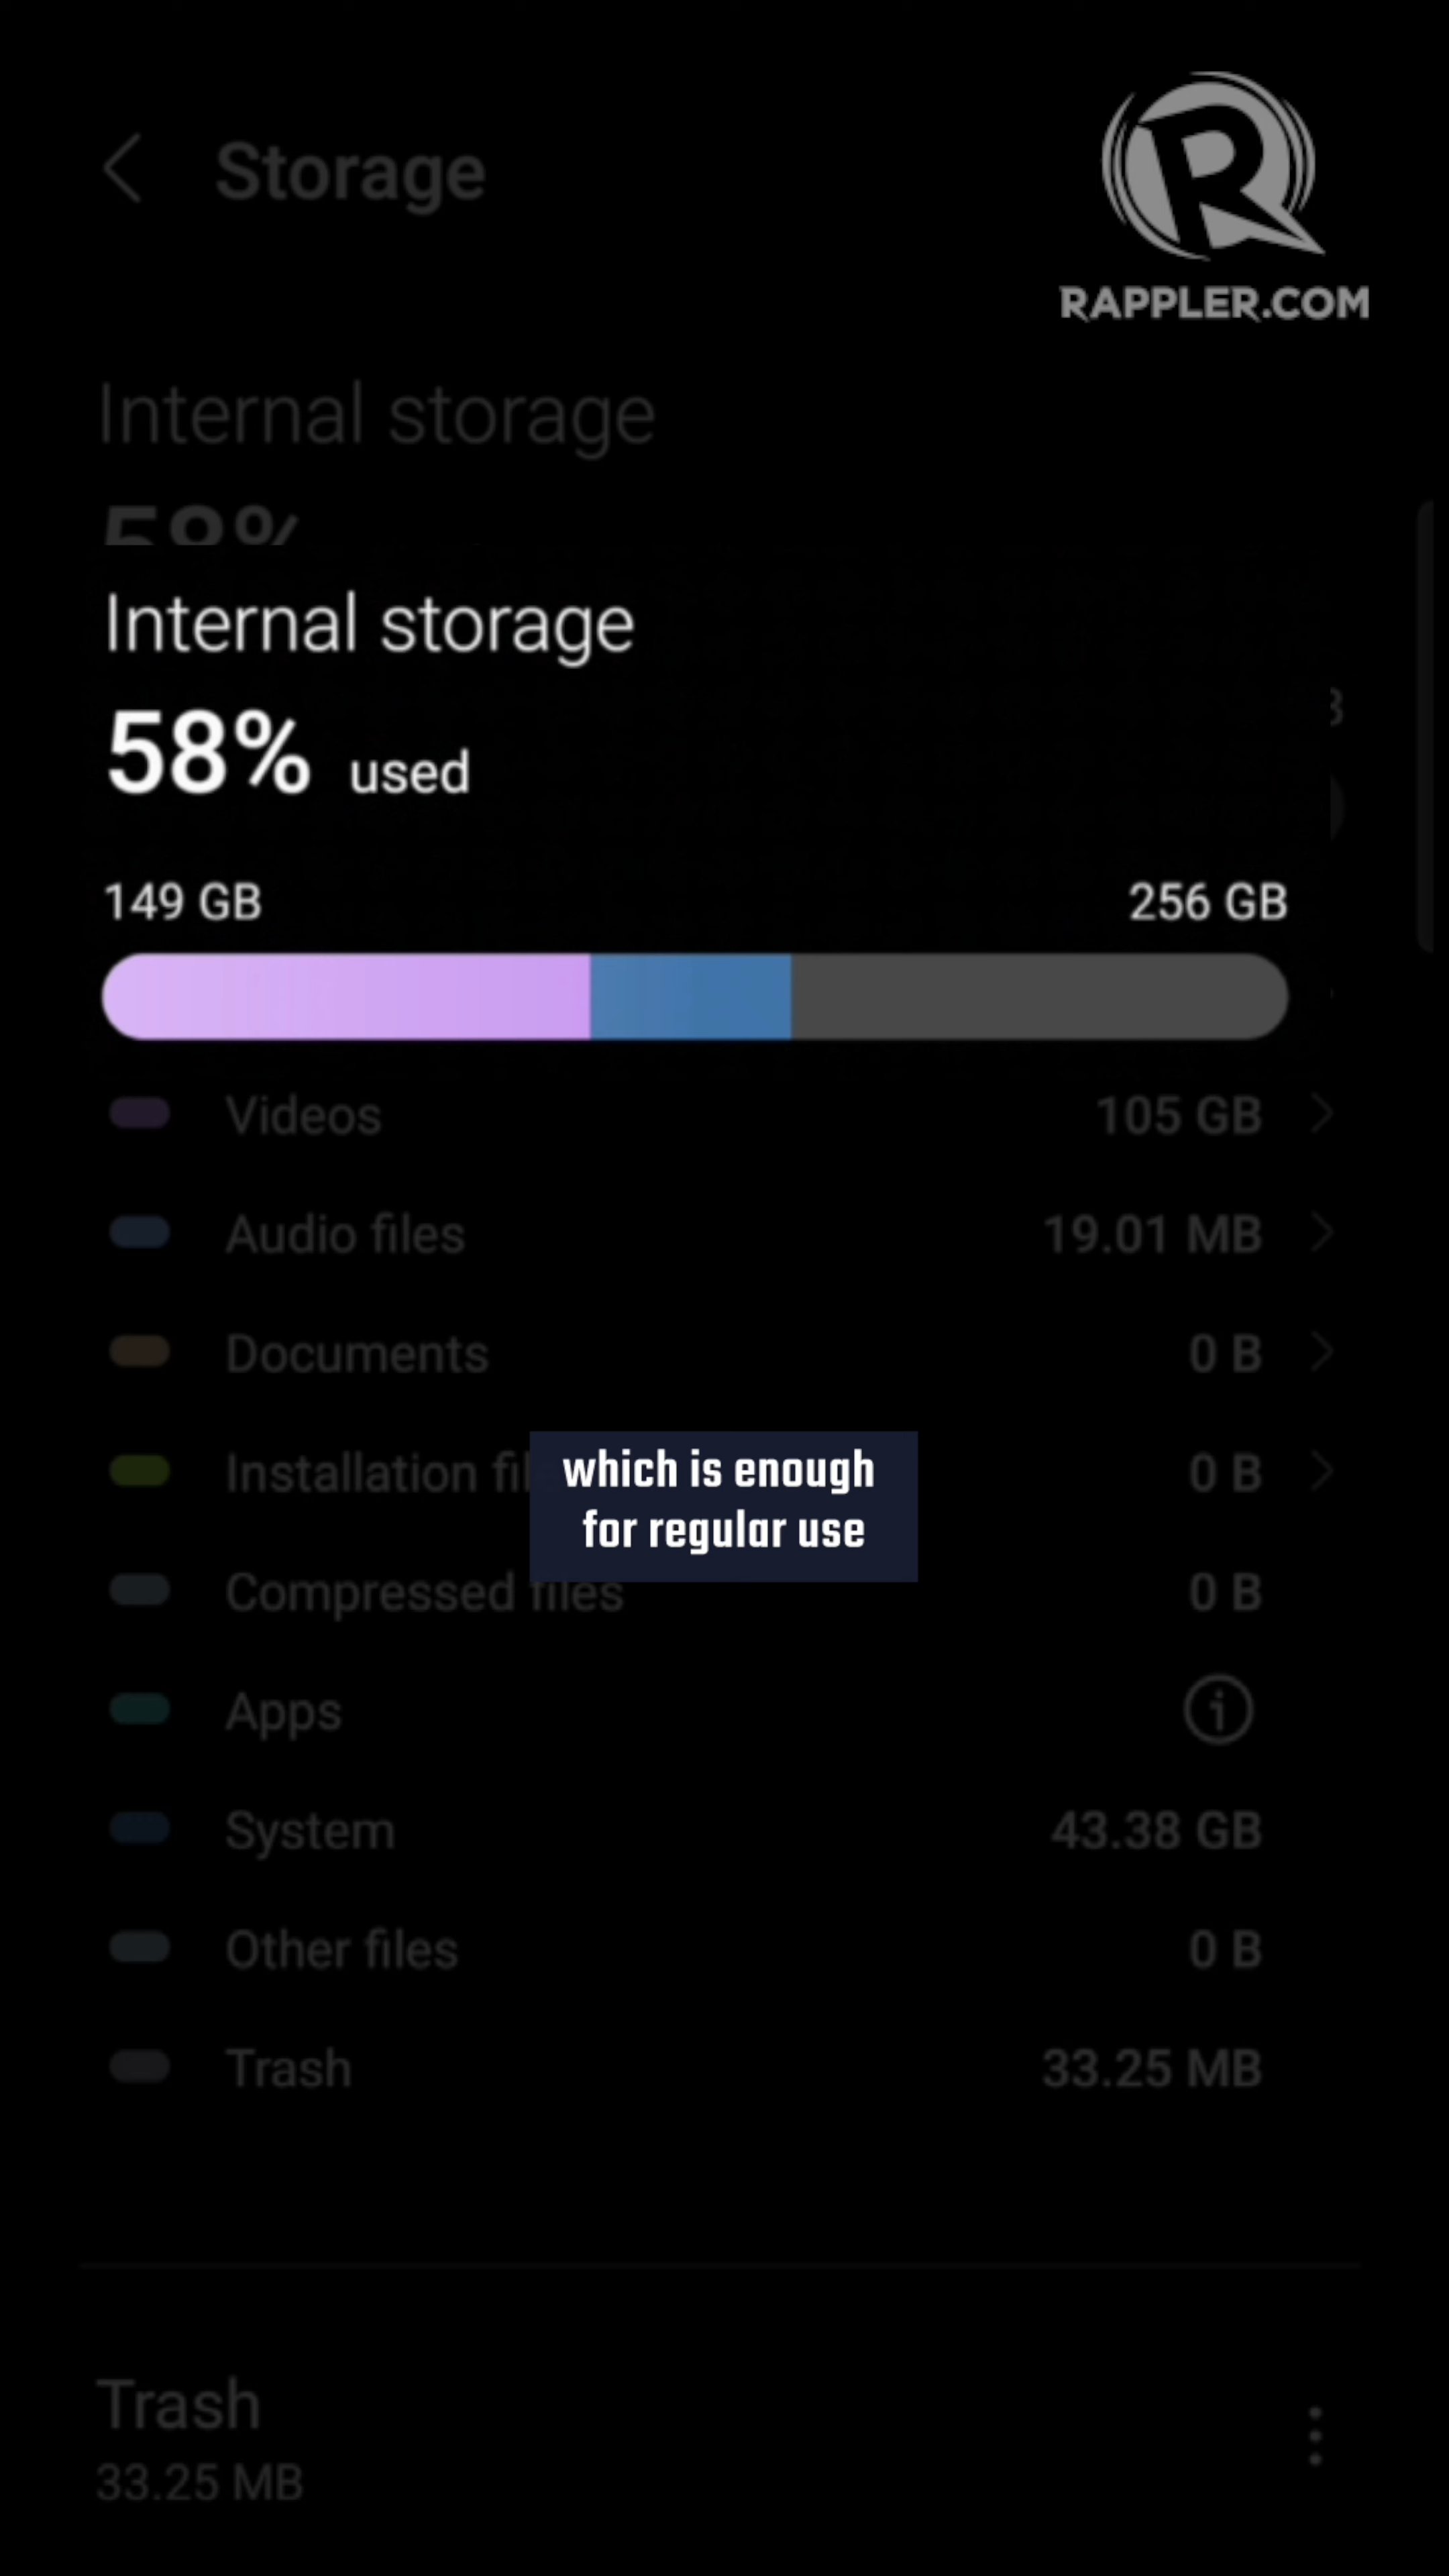 Storage
RAPPLER.COM
Internal storage
58%
Internal storage
58% used
149 GB 256 GB
Videos 105 GB
Audio files 19.01 MB
Documents 0 B
Installation 0 B
which is enough
for regular use
Compressed files 0 B
Apps
System 43.38 GB
Other files 0 B
Trash 33.25 MB
Trash
33.25 MB